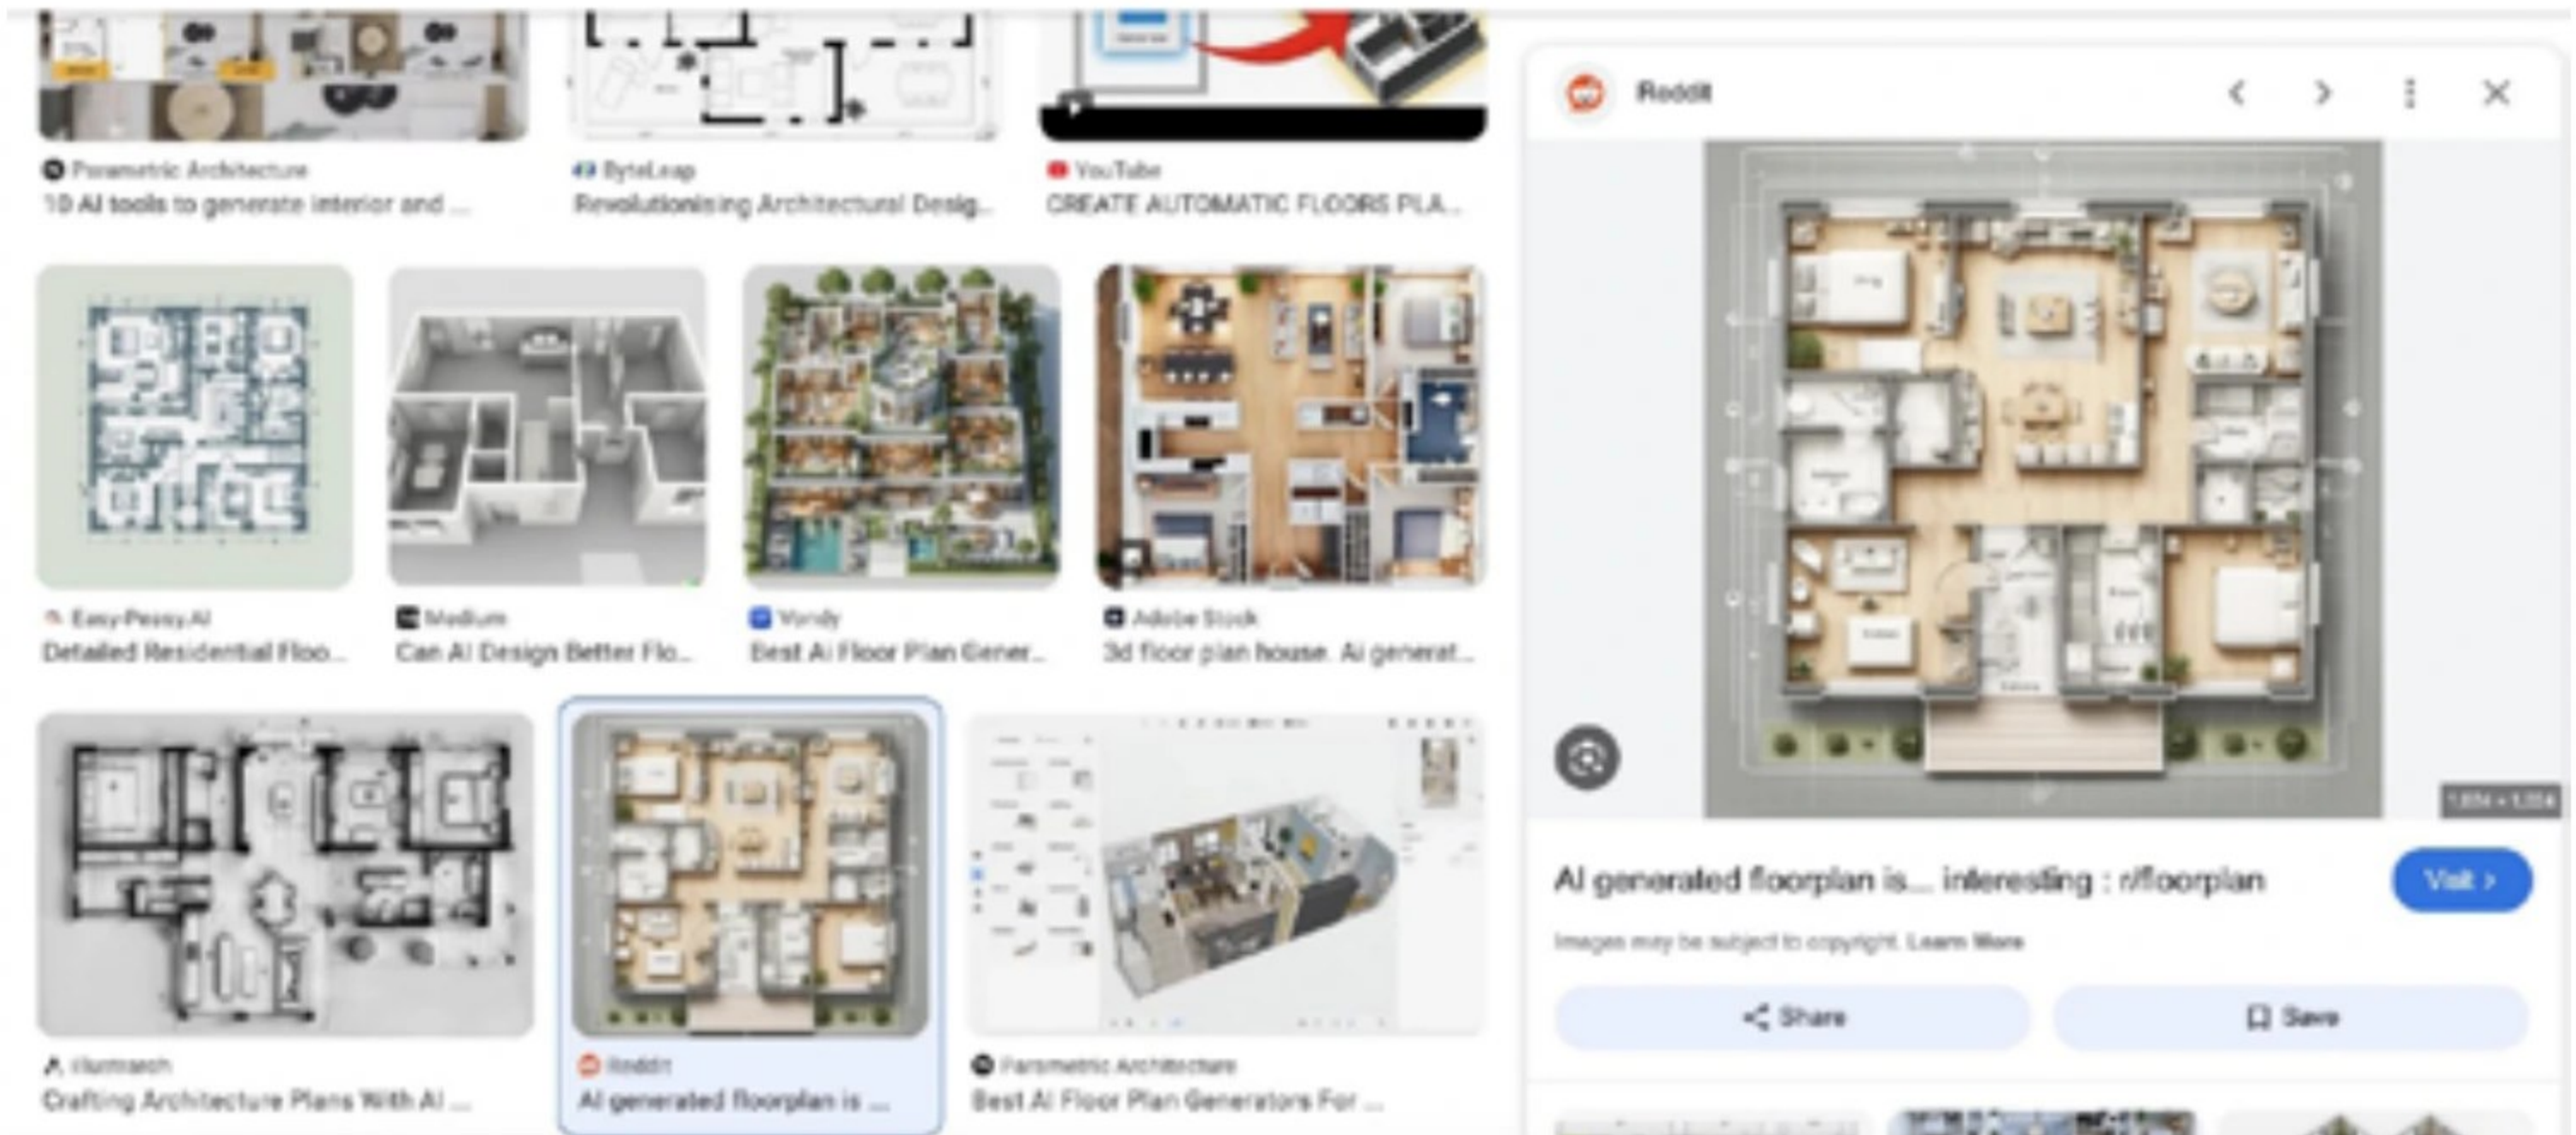 Parametric Architecture
10 AI tools to generate interior and ...
ByteLeap
Revolutionising Architectural Desig...
YouTube
CREATE AUTOMATIC FLOORS PLA...
Easy-Peasy.AI
Detailed Residential Floo...
Medium
Can AI Design Better Flo...
Vondy
Best Ai Floor Plan Gener...
Adobe Stock
3d floor plan house. Ai generat...
illustrarch
Crafting Architecture Plans With AI ...
Reddit
AI generated floorplan is ...
Parametric Architecture
Best AI Floor Plan Generators For ...
Reddit
AI generated floorplan is... interesting : r/floorplan
Visit >
Images may be subject to copyright. Learn More
Share
Save